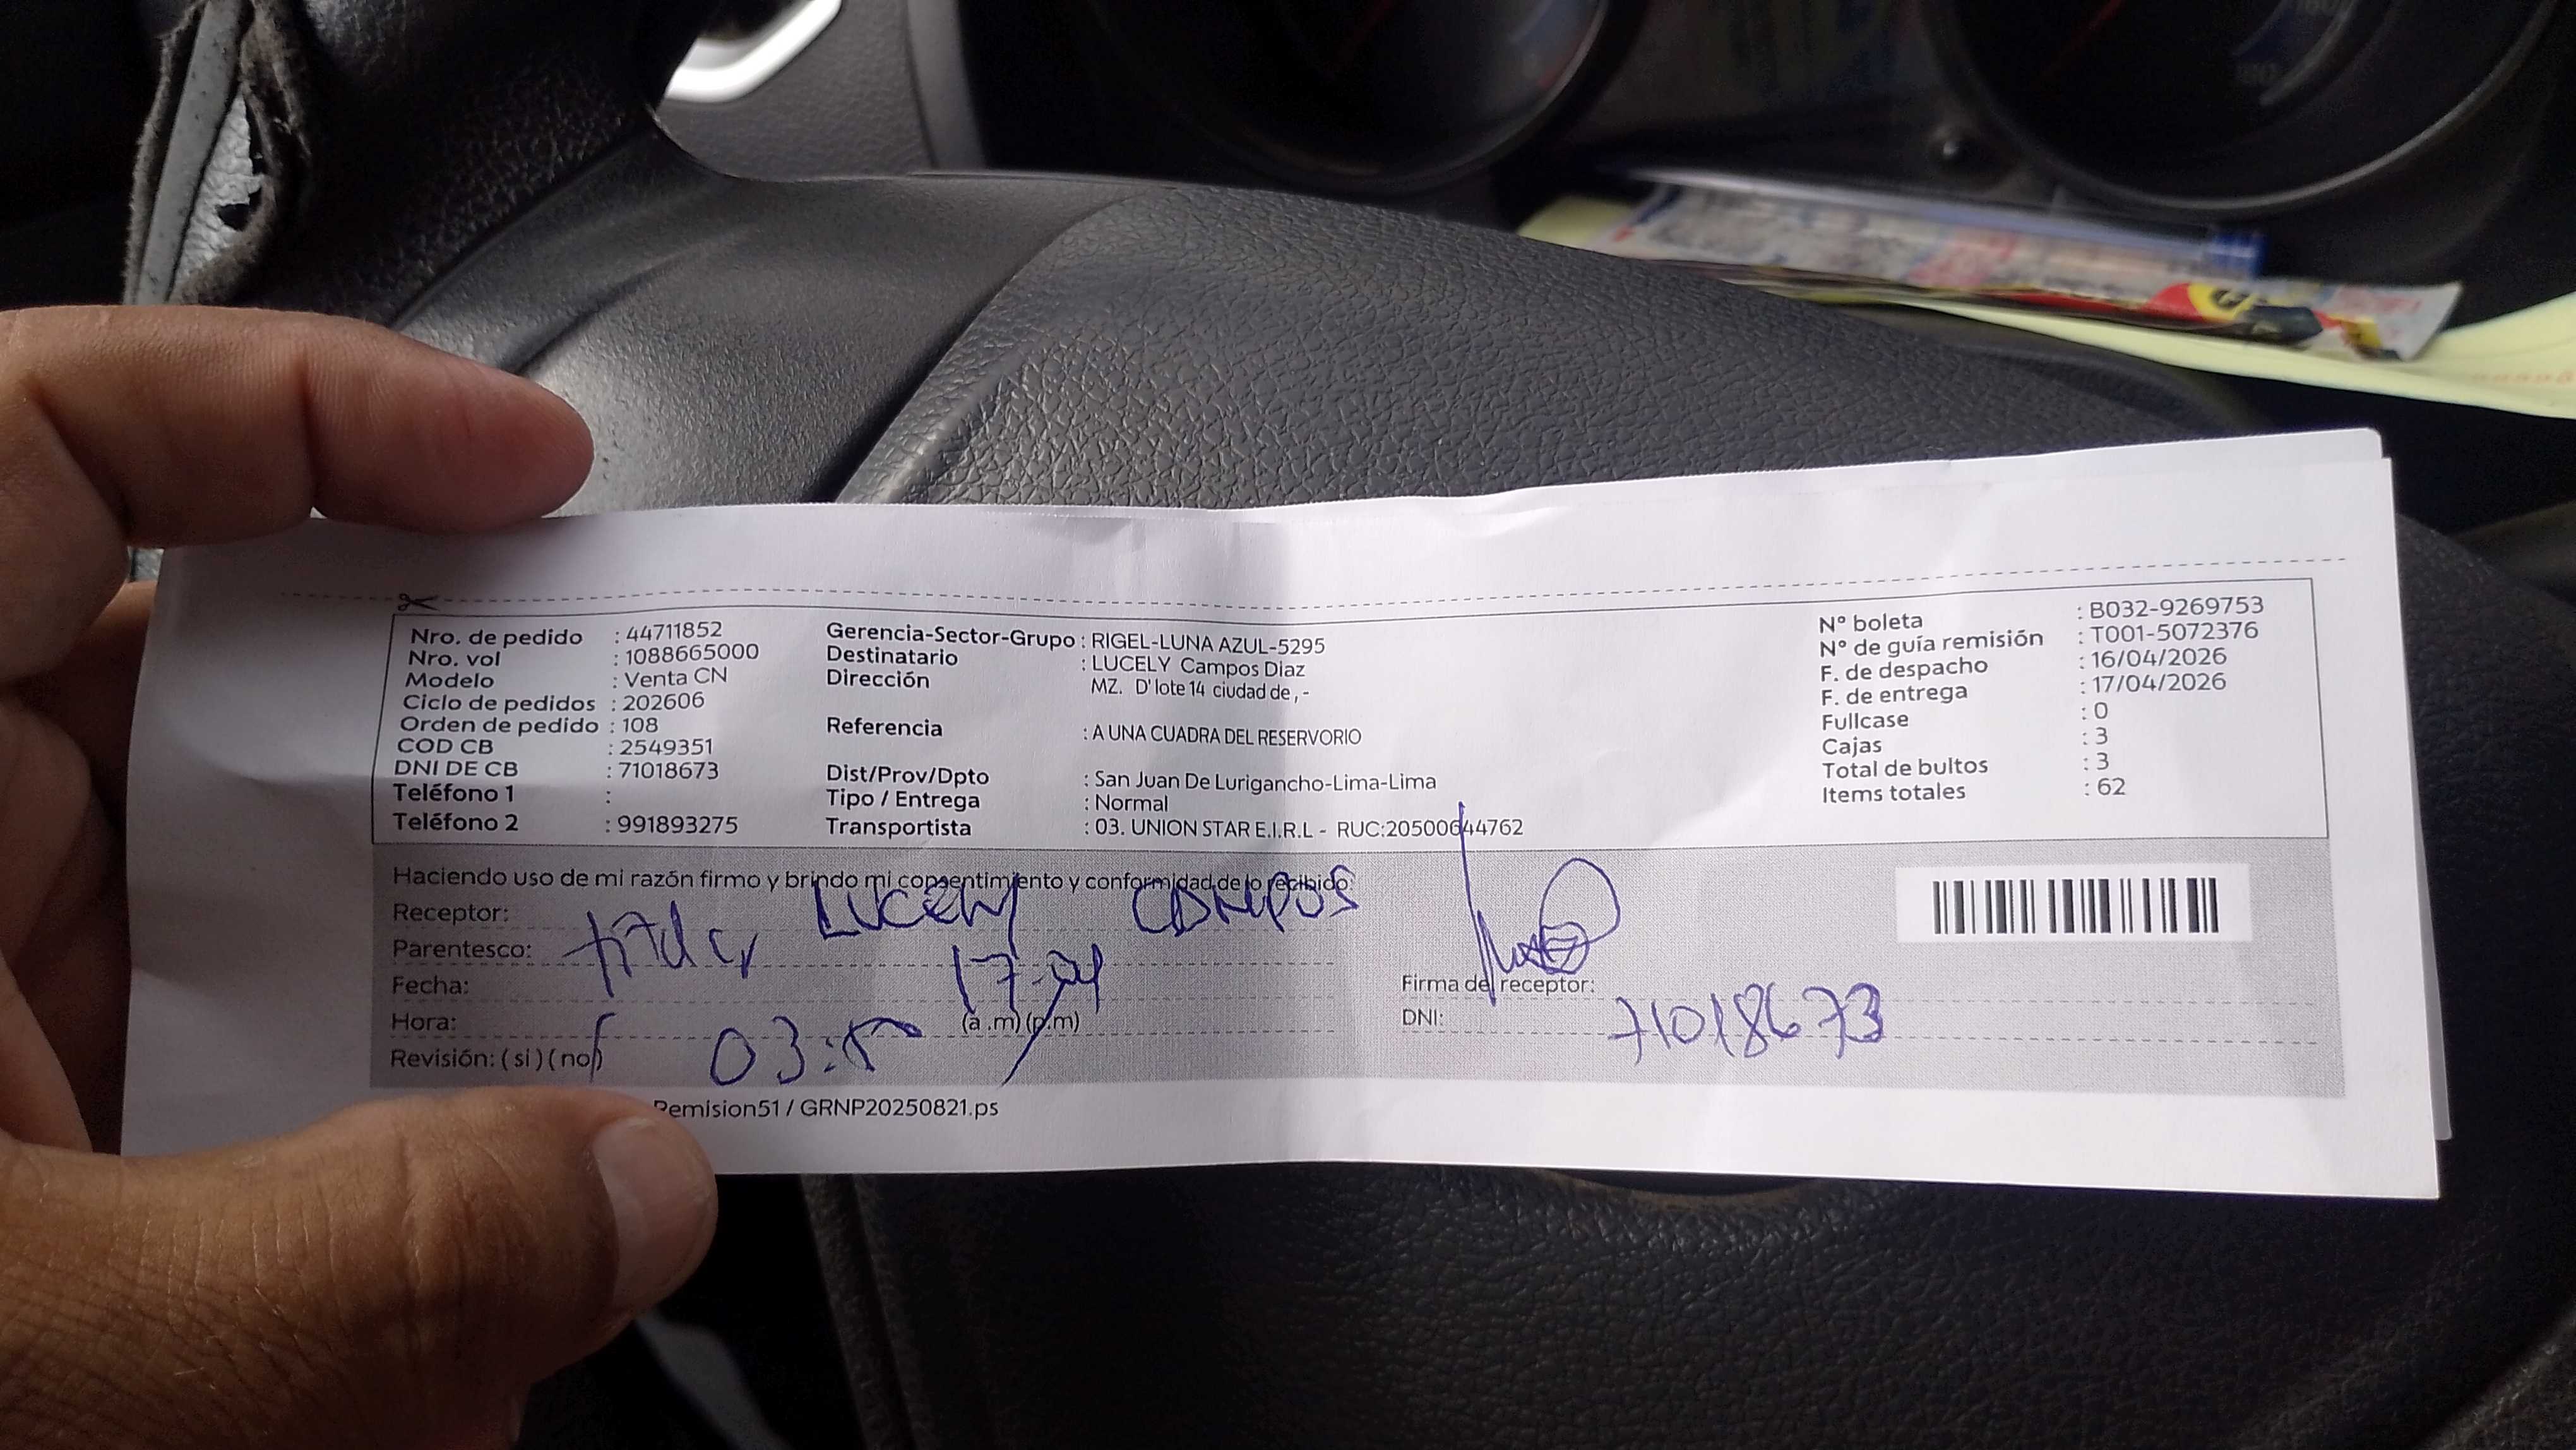 Nro. de pedido : 44711852
Nro. vol : 1088665000
Modelo : Venta CN
Ciclo de pedidos : 202606
Orden de pedido : 108
COD CB : 2549351
DNI DE CB : 71018673
Teléfono 1 :
Teléfono 2 : 991893275
Gerencia-Sector-Grupo : RIGEL-LUNA AZUL-5295
Destinatario : LUCELY Campos Diaz
Dirección MZ. D' lote 14 ciudad de , -
Referencia : A UNA CUADRA DEL RESERVORIO
Dist/Prov/Dpto : San Juan De Lurigancho-Lima-Lima
Tipo / Entrega : Normal
Transportista : 03. UNION STAR E.I.R.L - RUC:20500644762
N° boleta : B032-9269753
N° de guía remisión : T001-5072376
F. de despacho : 16/04/2026
F. de entrega : 17/04/2026
Fullcase : 0
Cajas : 3
Total de bultos : 3
Items totales : 62
Haciendo uso de mi razón firmo y brindo mi consentimiento y conformidad de lo recibido:
Receptor: LUCELY CAMPOS
Parentesco: titular
Fecha: 17-04
Hora: 03: (a .m) (p.m)
Revisión: ( si ) ( no )
Firma del receptor:
DNI: 71018673
Remision51 / GRNP20250821.ps